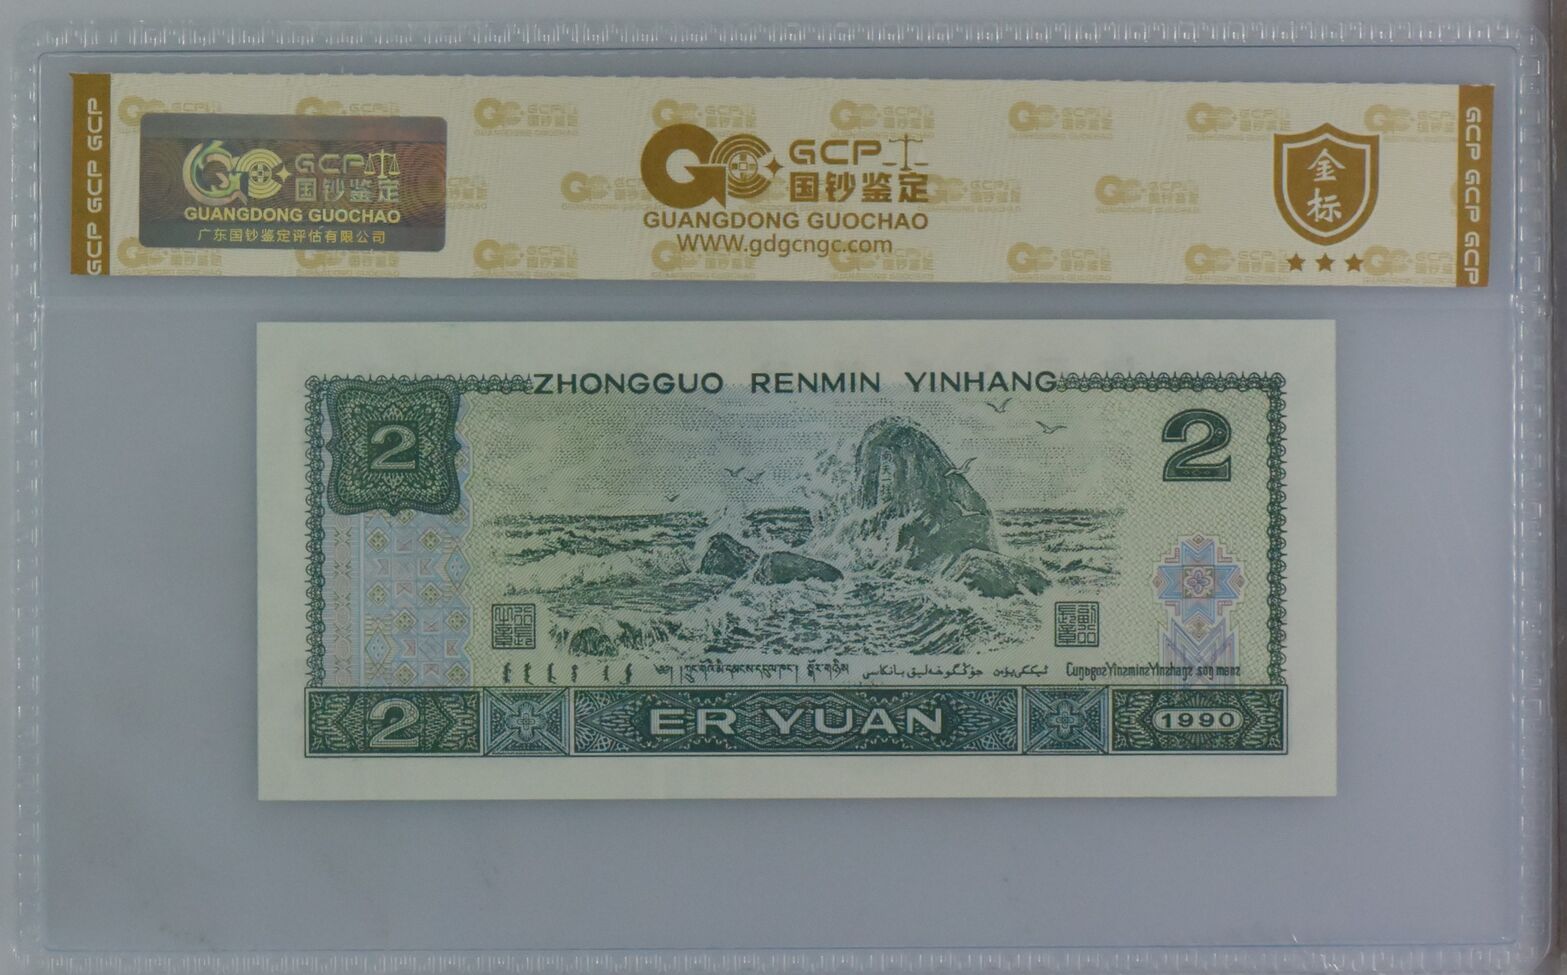 GCP GCP GCP
GCP
国钞鉴定
GUANGDONG GUOCHAO
广东国钞鉴定评估有限公司
GCP
国钞鉴定
GUANGDONG GUOCHAO
WWW.gdgcngc.com
金标
GCP GCP GCP
ZHONGGUO RENMIN YINHANG
2
2
2
ER YUAN
1990